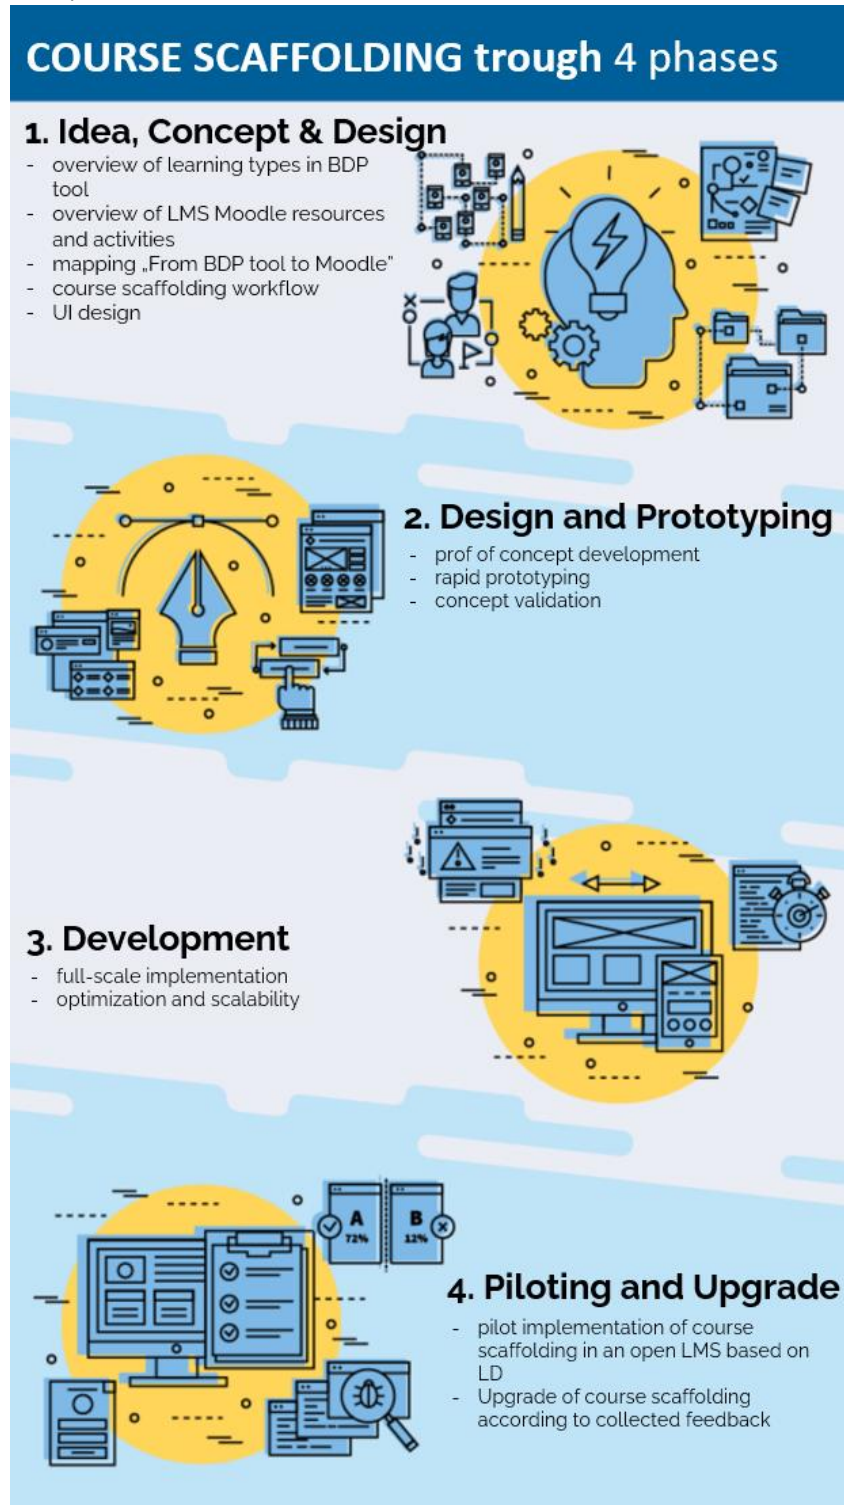 COURSE SCAFFOLDING trough 4 phases
1. Idea, Concept & Design
- overview of learning types in BDP
tool
- overview of LMS Moodle resources
and activities
- mapping „From BDP tool to Moodle”
- course scaffolding workflow
- UI design
2. Design and Prototyping
- prof of concept development
- rapid prototyping
- concept validation
3. Development
- full-scale implementation
- optimization and scalability
A B
72% 12%
4. Piloting and Upgrade
- pilot implementation of course
scaffolding in an open LMS based on
LD
- Upgrade of course scaffolding
according to collected feedback